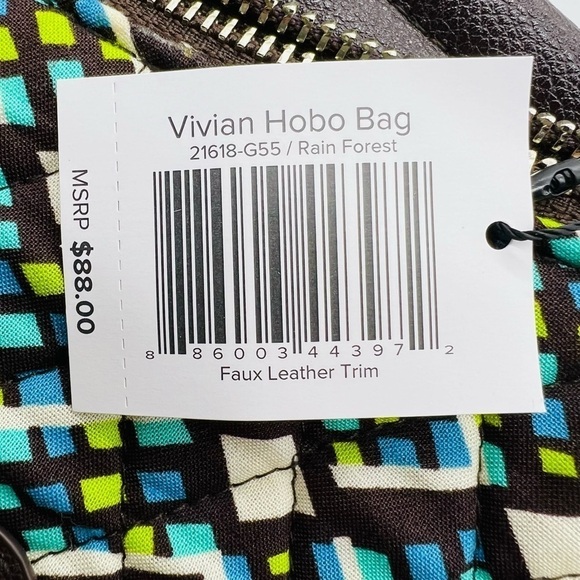 Vivian Hobo Bag
21618-G55 / Rain Forest
8 86003 44397 2
Faux Leather Trim
MSRP $88.00